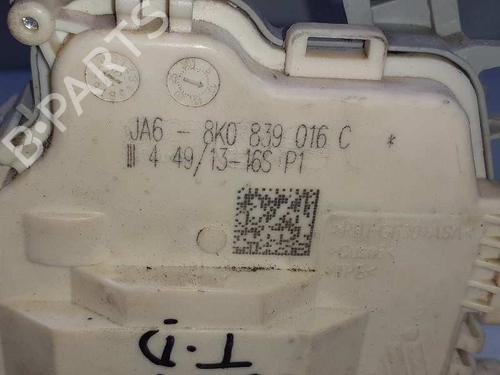 B-PARTS
JA6 - 8K0 839 016 C *
4 49/13-16S P1
T.D